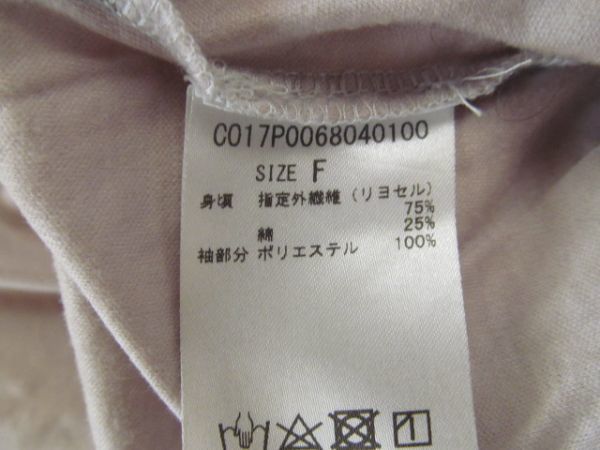 C017P0068040100
SIZE F
身頃 指定外繊維(リヨセル)
75%
綿 25%
袖部分 ポリエステル 100%